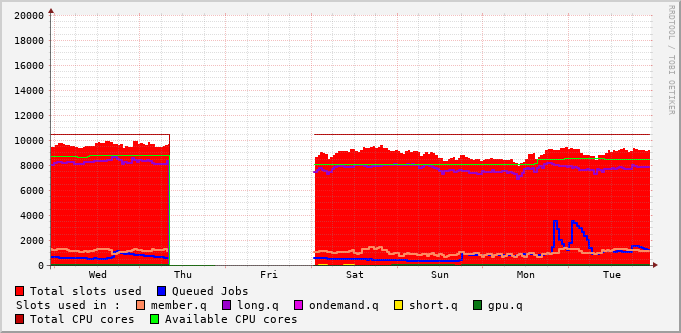 20000
18000
16000
14000
12000
10000
8000
6000
4000
2000
0
Wed Thu Fri Sat Sun Mon Tue
RRDTOOL / TOBI OETIKER
Total slots used Queued Jobs
Slots used in : member.q long.q ondemand.q short.q gpu.q
Total CPU cores Available CPU cores